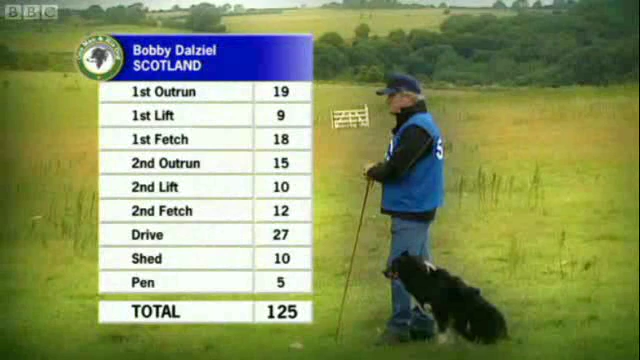 BBC
Bobby Dalziel
SCOTLAND
1st Outrun 19
1st Lift 9
1st Fetch 18
2nd Outrun 15
2nd Lift 10
2nd Fetch 12
Drive 27
Shed 10
Pen 5
TOTAL 125